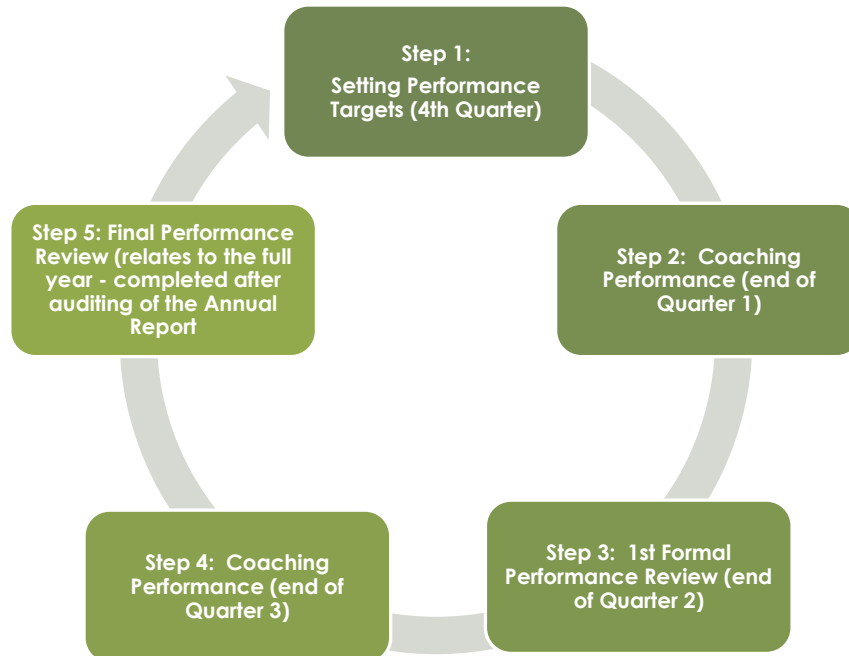 Step 1:
Setting Performance
Targets (4th Quarter)
Step 2:  Coaching
Performance (end of
Quarter 1)
Step 3:  1st Formal
Performance Review (end
of Quarter 2)
Step 4:  Coaching
Performance (end of
Quarter 3)
Step 5: Final Performance
Review (relates to the full
year - completed after
auditing of the Annual
Report